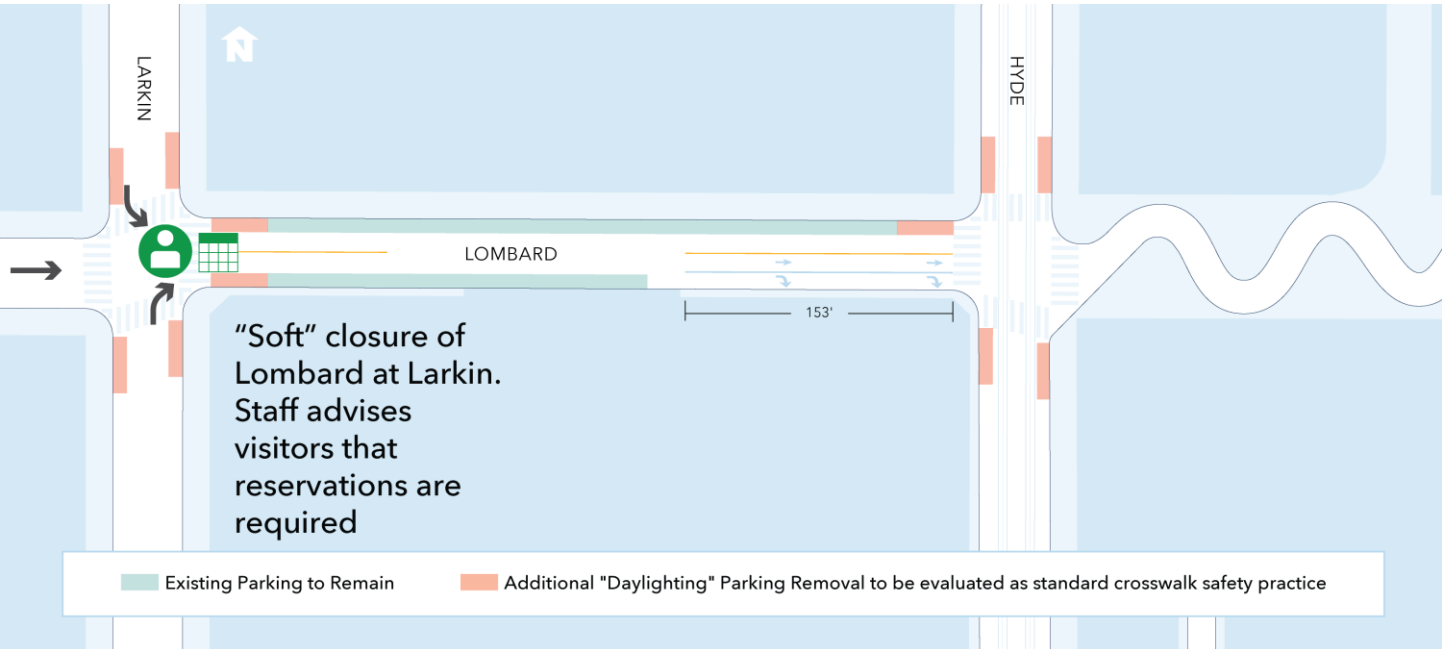 N
LARKIN
HYDE
LOMBARD
153'
“Soft” closure of
Lombard at Larkin.
Staff advises
visitors that
reservations are
required
Existing Parking to Remain
Additional "Daylighting" Parking Removal to be evaluated as standard crosswalk safety practice